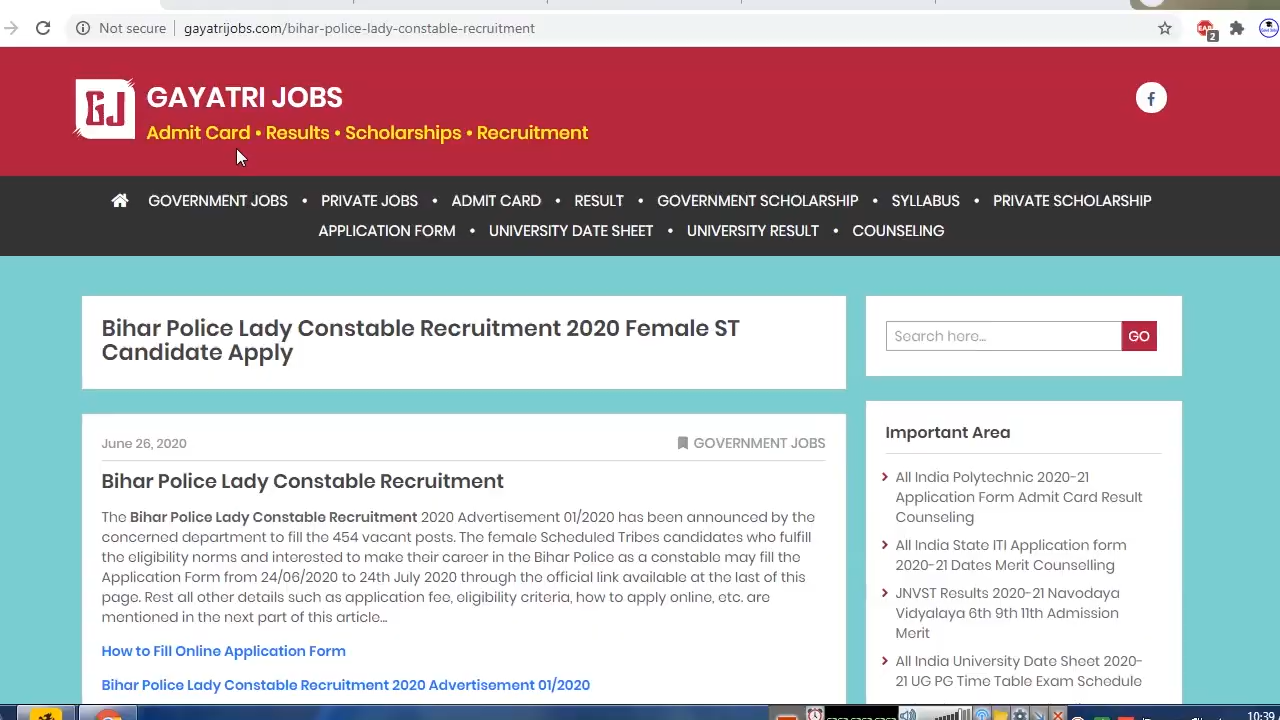 Not secure gayatrijobs.com/bihar-police-lady-constable-recruitment
2
GJ
GAYATRI JOBS
Admit Card • Results • Scholarships • Recruitment
GOVERNMENT JOBS • PRIVATE JOBS • ADMIT CARD • RESULT • GOVERNMENT SCHOLARSHIP • SYLLABUS • PRIVATE SCHOLARSHIP
APPLICATION FORM • UNIVERSITY DATE SHEET • UNIVERSITY RESULT • COUNSELING
Bihar Police Lady Constable Recruitment 2020 Female ST
Candidate Apply
June 26, 2020
GOVERNMENT JOBS
Bihar Police Lady Constable Recruitment
The Bihar Police Lady Constable Recruitment 2020 Advertisement 01/2020 has been announced by the
concerned department to fill the 454 vacant posts. The female Scheduled Tribes candidates who fulfill
the eligibility norms and interested to make their career in the Bihar Police as a constable may fill the
Application Form from 24/06/2020 to 24th July 2020 through the official link available at the last of this
page. Rest all other details such as application fee, eligibility criteria, how to apply online, etc. are
mentioned in the next part of this article...
How to Fill Online Application Form
Bihar Police Lady Constable Recruitment 2020 Advertisement 01/2020
Search here...
GO
Important Area
All India Polytechnic 2020-21
Application Form Admit Card Result
Counseling
All India State ITI Application form
2020-21 Dates Merit Counselling
JNVST Results 2020-21 Navodaya
Vidyalaya 6th 9th 11th Admission
Merit
All India University Date Sheet 2020-
21 UG PG Time Table Exam Schedule
10:39